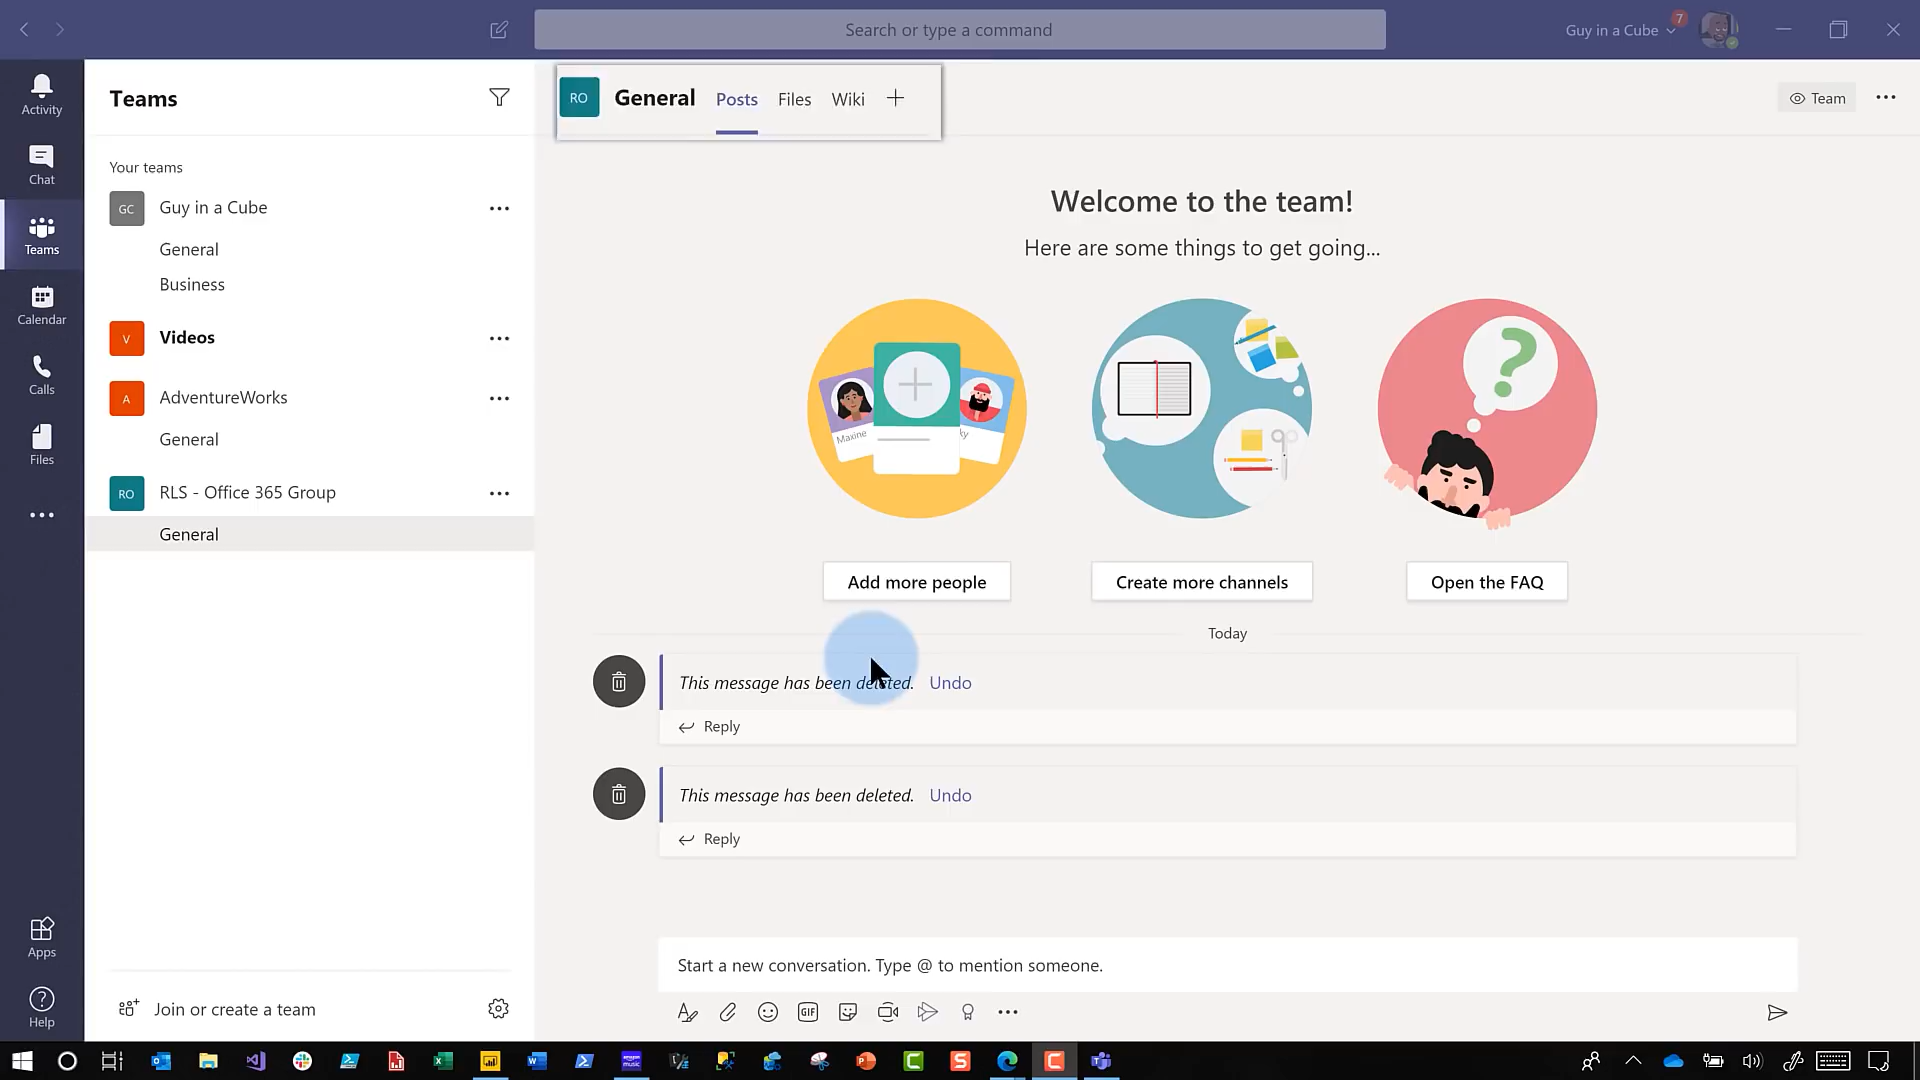 Search or type a command
Guy in a Cube
7
Activity
Chat
Teams
Calendar
Calls
Files
Apps
Help
Teams
Your teams
GC Guy in a Cube
General
Business
V Videos
A AdventureWorks
General
RO RLS - Office 365 Group
General
Join or create a team
RO General Posts Files Wiki
Team
Welcome to the team!
Here are some things to get going...
Maxine
ky
Add more people
Create more channels
Open the FAQ
Today
This message has been deleted. Undo
Reply
This message has been deleted. Undo
Reply
Start a new conversation. Type @ to mention someone.
GIF